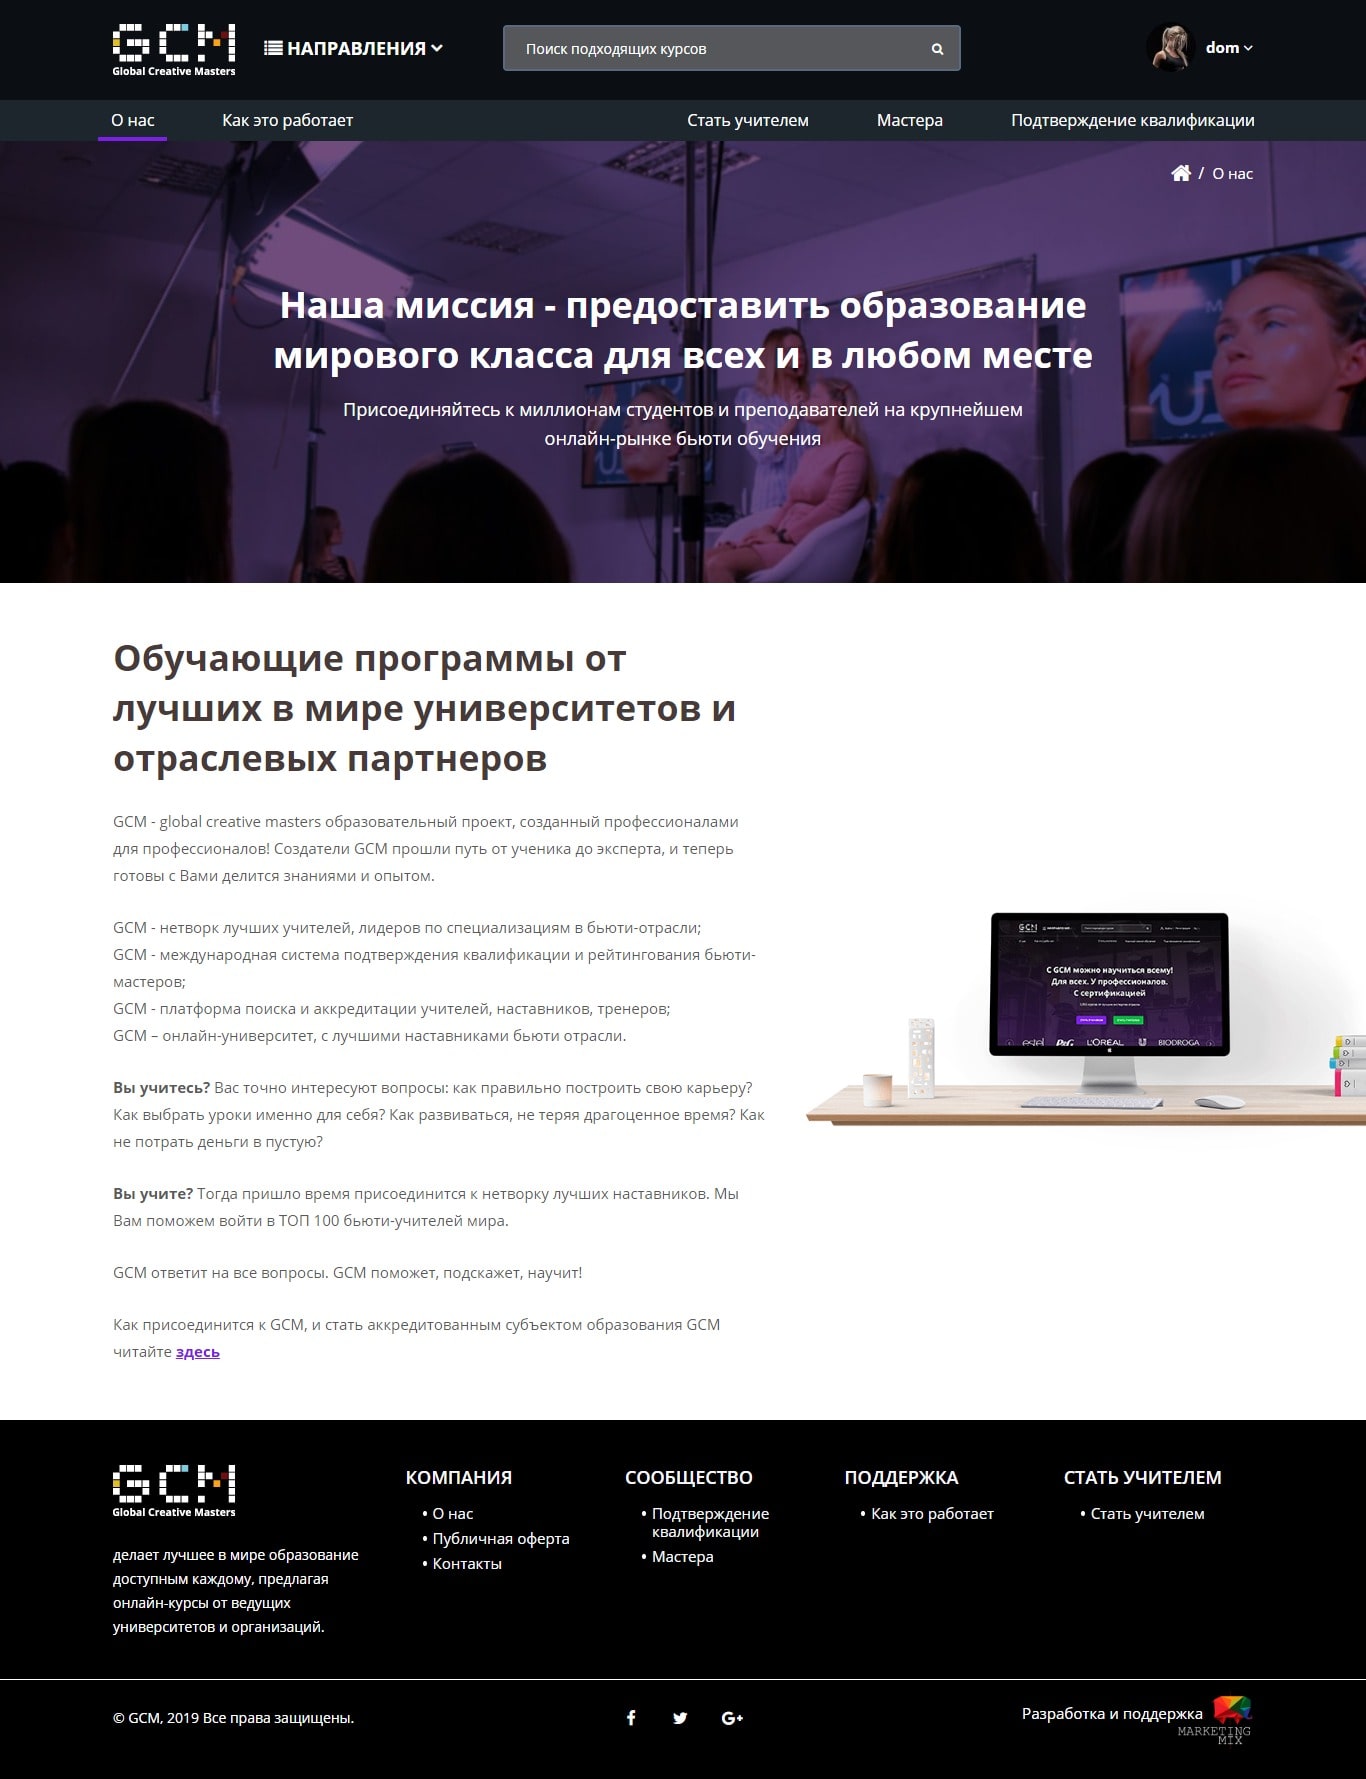 GCM
Global Creative Masters
НАПРАВЛЕНИЯ
Поиск подходящих курсов
dom
О нас
Как это работает
Стать учителем
Мастера
Подтверждение квалификации
/ О нас
Наша миссия - предоставить образование
мирового класса для всех и в любом месте
Присоединяйтесь к миллионам студентов и преподавателей на крупнейшем
онлайн-рынке бьюти обучения
Обучающие программы от
лучших в мире университетов и
отраслевых партнеров
GCM - global creative masters образовательный проект, созданный профессионалами
для профессионалов! Создатели GCM прошли путь от ученика до эксперта, и теперь
готовы с Вами делится знаниями и опытом.
GCM - нетворк лучших учителей, лидеров по специализациям в бьюти-отрасли;
GCM - международная система подтверждения квалификации и рейтингования бьюти-
мастеров;
GCM - платформа поиска и аккредитации учителей, наставников, тренеров;
GCM – онлайн-университет, с лучшими наставниками бьюти отрасли.
Вы учитесь? Вас точно интересуют вопросы: как правильно построить свою карьеру?
Как выбрать уроки именно для себя? Как развиваться, не теряя драгоценное время? Как
не потрать деньги в пустую?
Вы учите? Тогда пришло время присоединится к нетворку лучших наставников. Мы
Вам поможем войти в ТОП 100 бьюти-учителей мира.
GCM ответит на все вопросы. GCM поможет, подскажет, научит!
Как присоединится к GCM, и стать аккредитованным субъектом образования GCM
читайте здесь
GCM
С GCM можно научиться всему!
Для всех. У профессионалов.
С сертификацией
estel P&G L'ORÉAL BIODROGA
GCM
Global Creative Masters
делает лучшее в мире образование
доступным каждому, предлагая
онлайн-курсы от ведущих
университетов и организаций.
КОМПАНИЯ
• О нас
• Публичная оферта
• Контакты
СООБЩЕСТВО
• Подтверждение
квалификации
• Мастера
ПОДДЕРЖКА
• Как это работает
СТАТЬ УЧИТЕЛЕМ
• Стать учителем
© GCM, 2019 Все права защищены.
Разработка и поддержка
MARKETING
MIX